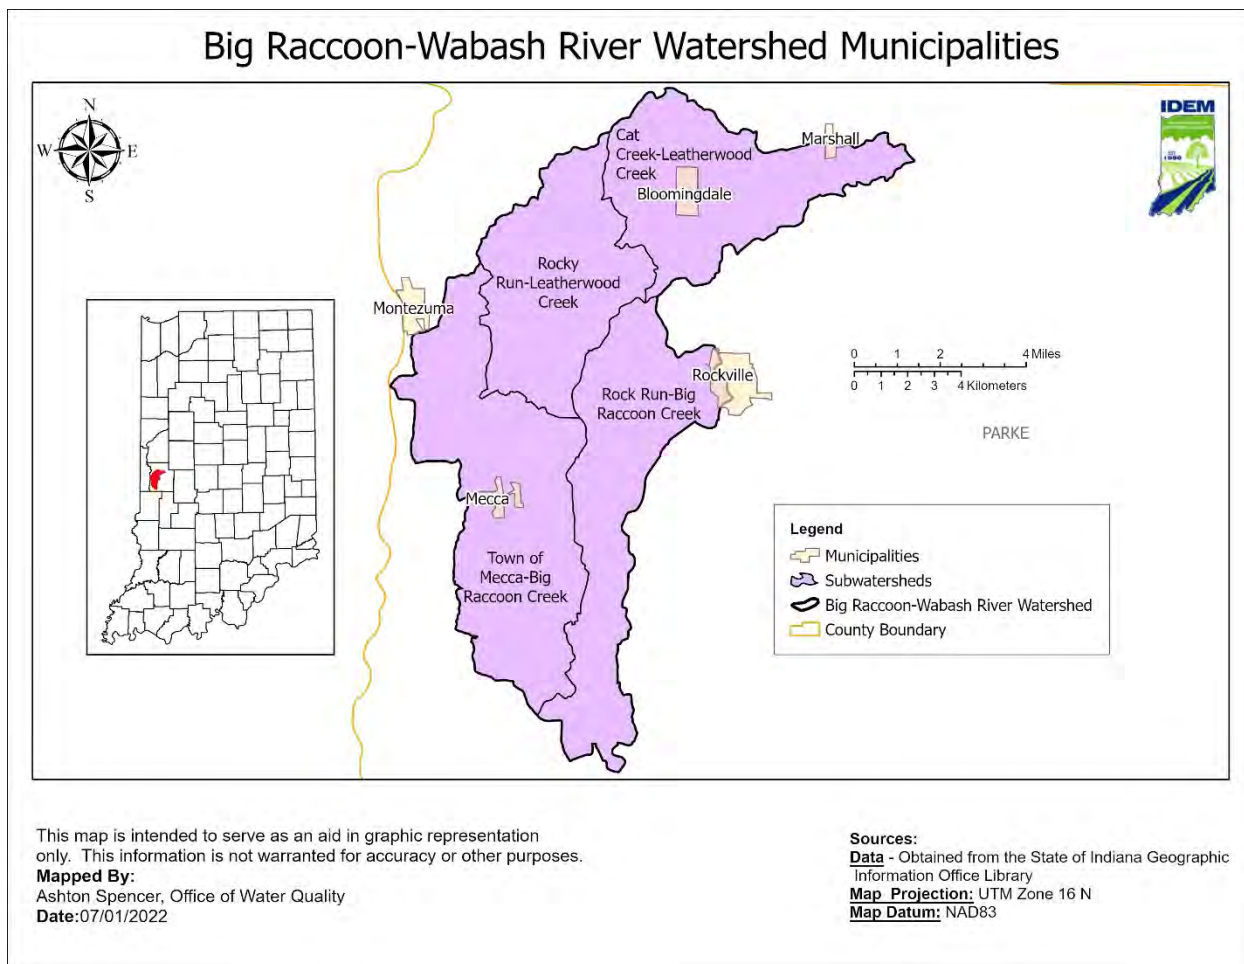 Big Raccoon-Wabash River Watershed Municipalities
N
W
E
S
IDEM
Cat
Creek-Leatherwood
Creek
Marshall
Bloomingdale
Rocky
Run-Leatherwood
Creek
Montezuma
Rockville
Rock Run-Big
Raccoon Creek
0 1 2 4 Miles
0 1 2 3 4 Kilometers
PARKE
Mecca
Town of
Mecca-Big
Raccoon Creek
Legend
Municipalities
Subwatersheds
Big Raccoon-Wabash River Watershed
County Boundary
This map is intended to serve as an aid in graphic representation
only. This information is not warranted for accuracy or other purposes.
Mapped By:
Ashton Spencer, Office of Water Quality
Date:07/01/2022
Sources:
Data - Obtained from the State of Indiana Geographic
Information Office Library
Map Projection: UTM Zone 16 N
Map Datum: NAD83